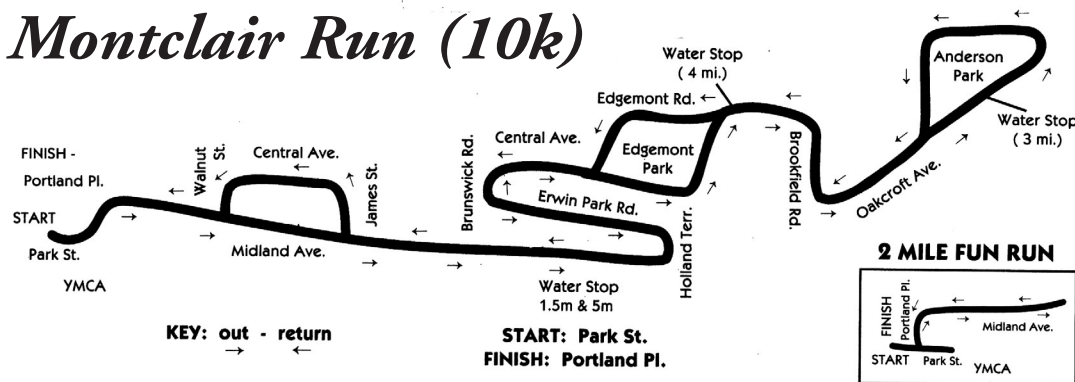 Montclair Run (10k)
Water Stop
( 4 mi.)
Anderson
Park
Water Stop
( 3 mi.)
Edgemont Rd. ←
Central Ave.
Edgemont
Park
Brunswick Rd.
Erwin Park Rd.
Holland Terr.
Brookfield Rd.
Oakcroft Ave.
FINISH -
Portland Pl.
START
Park St.
YMCA
Walnut
St.
Central Ave.
James St.
Midland Ave.
Water Stop
1.5m & 5m
KEY: out - return
→ ←
START: Park St.
FINISH: Portland Pl.
2 MILE FUN RUN
FINISH
Portland Pl.
Midland Ave.
START Park St. YMCA